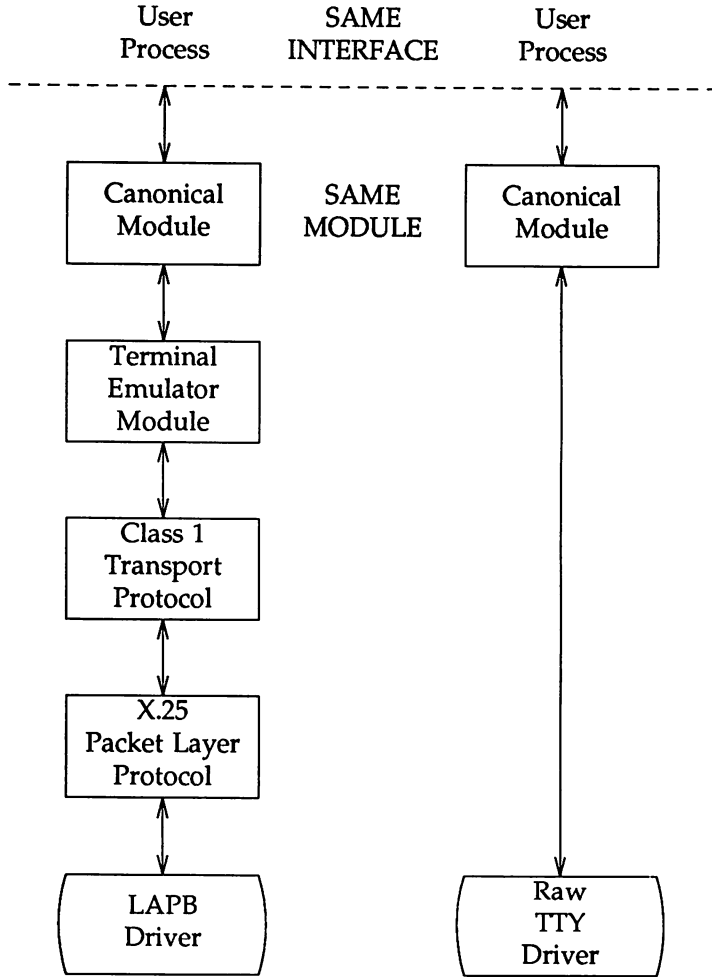 User
Process
SAME
INTERFACE
User
Process
Canonical
Module
SAME
MODULE
Canonical
Module
Terminal
Emulator
Module
Class 1
Transport
Protocol
X.25
Packet Layer
Protocol
LAPB
Driver
Raw
TTY
Driver